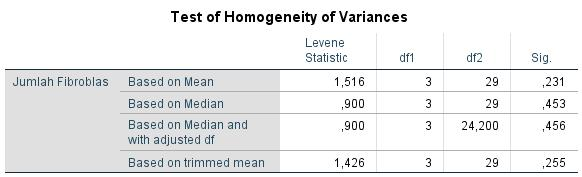 Test of Homogeneity of Variances
Levene
Statistic df1 df2 Sig.
Jumlah Fibroblas Based on Mean 1,516 3 29 ,231
Based on Median ,900 3 29 ,453
Based on Median and
with adjusted df ,900 3 24,200 ,456
Based on trimmed mean 1,426 3 29 ,255